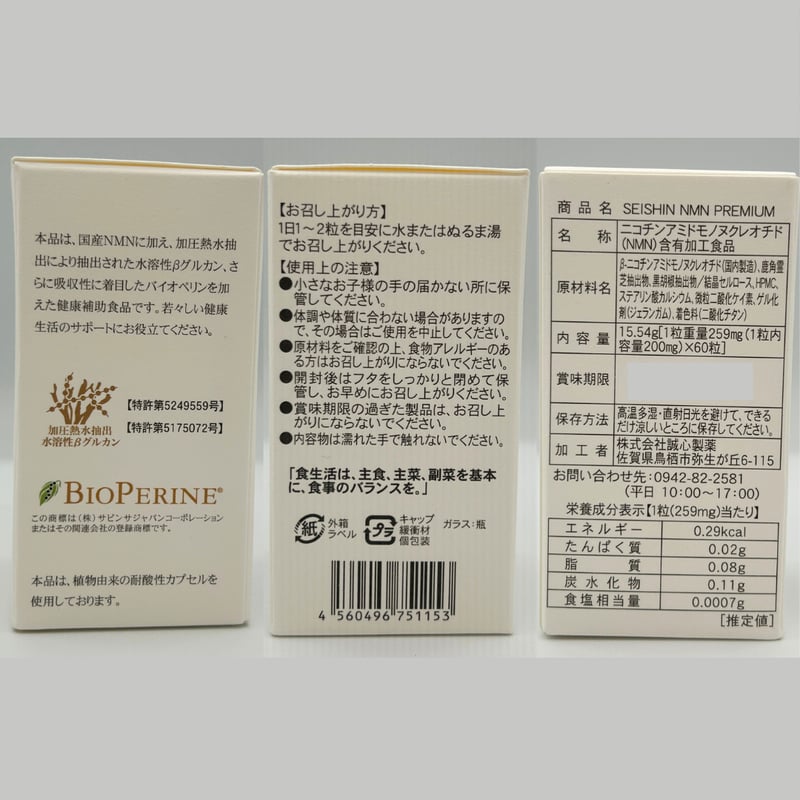 本品は、国産NMNに加え、加圧熱水抽
出により抽出された水溶性βグルカン、さ
らに吸収性に着目したバイオペリンを加
えた健康補助食品です。若々しい健康
生活のサポートにお役立てください。
加圧熱水抽出
水溶性βグルカン
【特許第5249559号】
【特許第5175072号】
BIOPERINE®
この商標は(株)サビンサジャパンコーポレーション
またはその関連会社の登録商標です。
本品は、植物由来の耐酸性カプセルを
使用しております。
【お召し上がり方】
1日1～2粒を目安に水またはぬるま湯
でお召し上がりください。
【使用上の注意】
●小さなお子様の手の届かない所に保
管してください。
●体調や体質に合わない場合があります
ので、その場合はご使用を中止してください。
●原材料をご確認の上、食物アレルギーのあ
る方はお召し上がりにならないでください。
●開封後はフタをしっかりと閉めて保
管し、お早めにお召し上がりください。
●賞味期限の過ぎた製品は、お召し上
がりにならないでください。
●内容物は濡れた手で触れないでください。
「食生活は、主食、主菜、副菜を基本
に、食事のバランスを。」
紙 外箱
ラベル
プラ キャップ
緩衝材
個包装
ガラス:瓶
4 560496 751153
商品名 SEISHIN NMN PREMIUM
名称 ニコチンアミドモノヌクレオチド
(NMN)含有加工食品
原材料名 β-ニコチンアミドモノヌクレオチド(国内製造)、鹿角霊
芝抽出物、黒胡椒抽出物/結晶セルロース、HPMC、
ステアリン酸カルシウム、微粒二酸化ケイ素、ゲル化
剤(ジェランガム)、着色料(二酸化チタン)
内容量 15.54g[1粒重量259mg(1粒内
容量200mg)×60粒]
賞味期限
保存方法 高温多湿・直射日光を避けて、できる
だけ涼しいところに保存してください。
加工者 株式会社誠心製薬
佐賀県鳥栖市弥生が丘6-115
お問い合わせ先:0942-82-2581
(平日 10:00～17:00)
栄養成分表示【1粒(259mg)当たり】
エネルギー 0.29kcal
たんぱく質 0.02g
脂質 0.08g
炭水化物 0.11g
食塩相当量 0.0007g
[推定値]